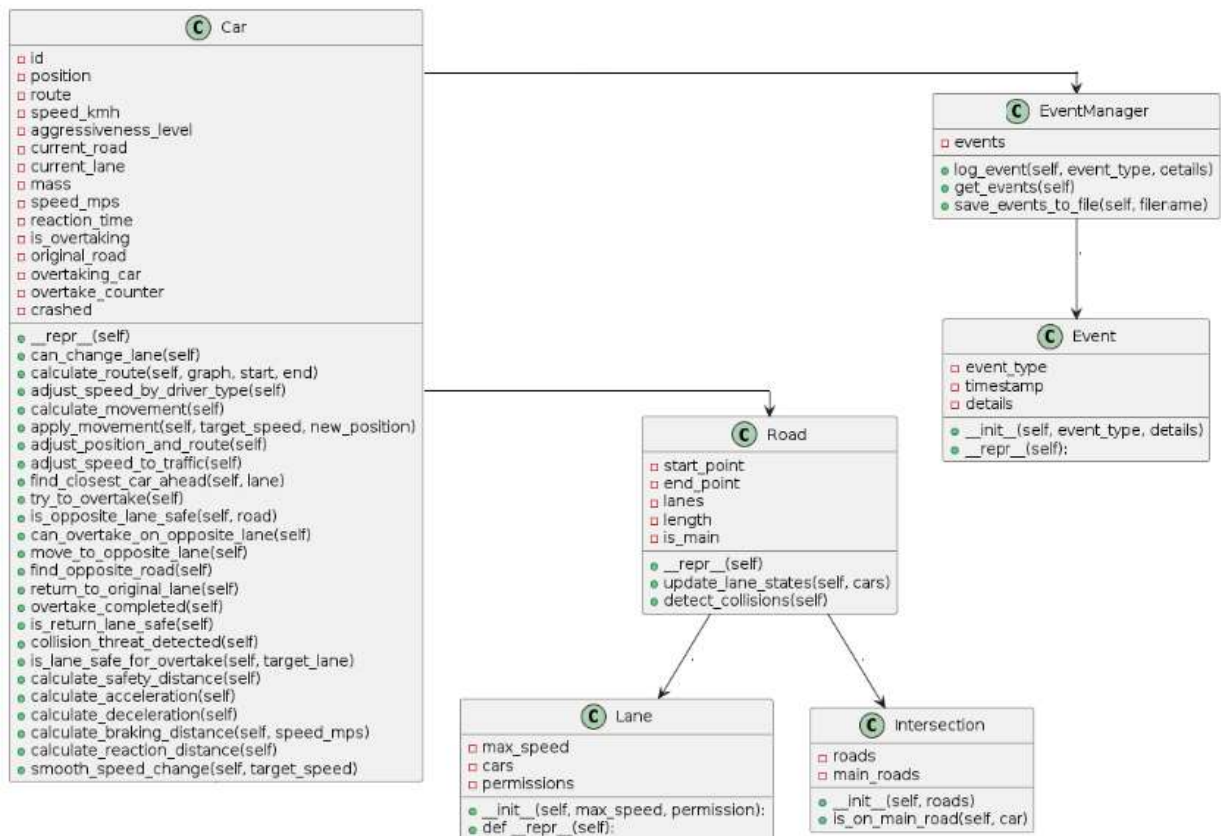 C Car
id
position
route
speed_kmh
aggressiveness_level
current_road
current_lane
mass
speed_mps
reaction_time
is_overtaking
original_road
overtaking_car
overtake_counter
crashed
__repr__(self)
can_change_lane(self)
calculate_route(self, graph, start, end)
adjust_speed_by_driver_type(self)
calculate_movement(self)
apply_movement(self, target_speed, new_position)
adjust_position_and_route(self)
adjust_speed_to_traffic(self)
find_closest_car_ahead(self, lane)
try_to_overtake(self)
is_opposite_lane_safe(self, road)
can_overtake_on_opposite_lane(self)
move_to_opposite_lane(self)
find_opposite_road(self)
return_to_original_lane(self)
overtake_completed(self)
is_return_lane_safe(self)
collision_threat_detected(self)
is_lane_safe_for_overtake(self, target_lane)
calculate_safety_distance(self)
calculate_acceleration(self)
calculate_deceleration(self)
calculate_braking_distance(self, speed_mps)
calculate_reaction_distance(self)
smooth_speed_change(self, target_speed)
C EventManager
events
log_event(self, event_type, details)
get_events(self)
save_events_to_file(self, filename)
C Event
event_type
timestamp
details
__init__(self, event_type, details)
__repr__(self):
C Road
start_point
end_point
lanes
length
is_main
__repr__(self)
update_lane_states(self, cars)
detect_collisions(self)
C Lane
max_speed
cars
permissions
__init__(self, max_speed, permission):
def __repr__(self):
C Intersection
roads
main_roads
__init__(self, roads)
is_on_main_road(self, car)